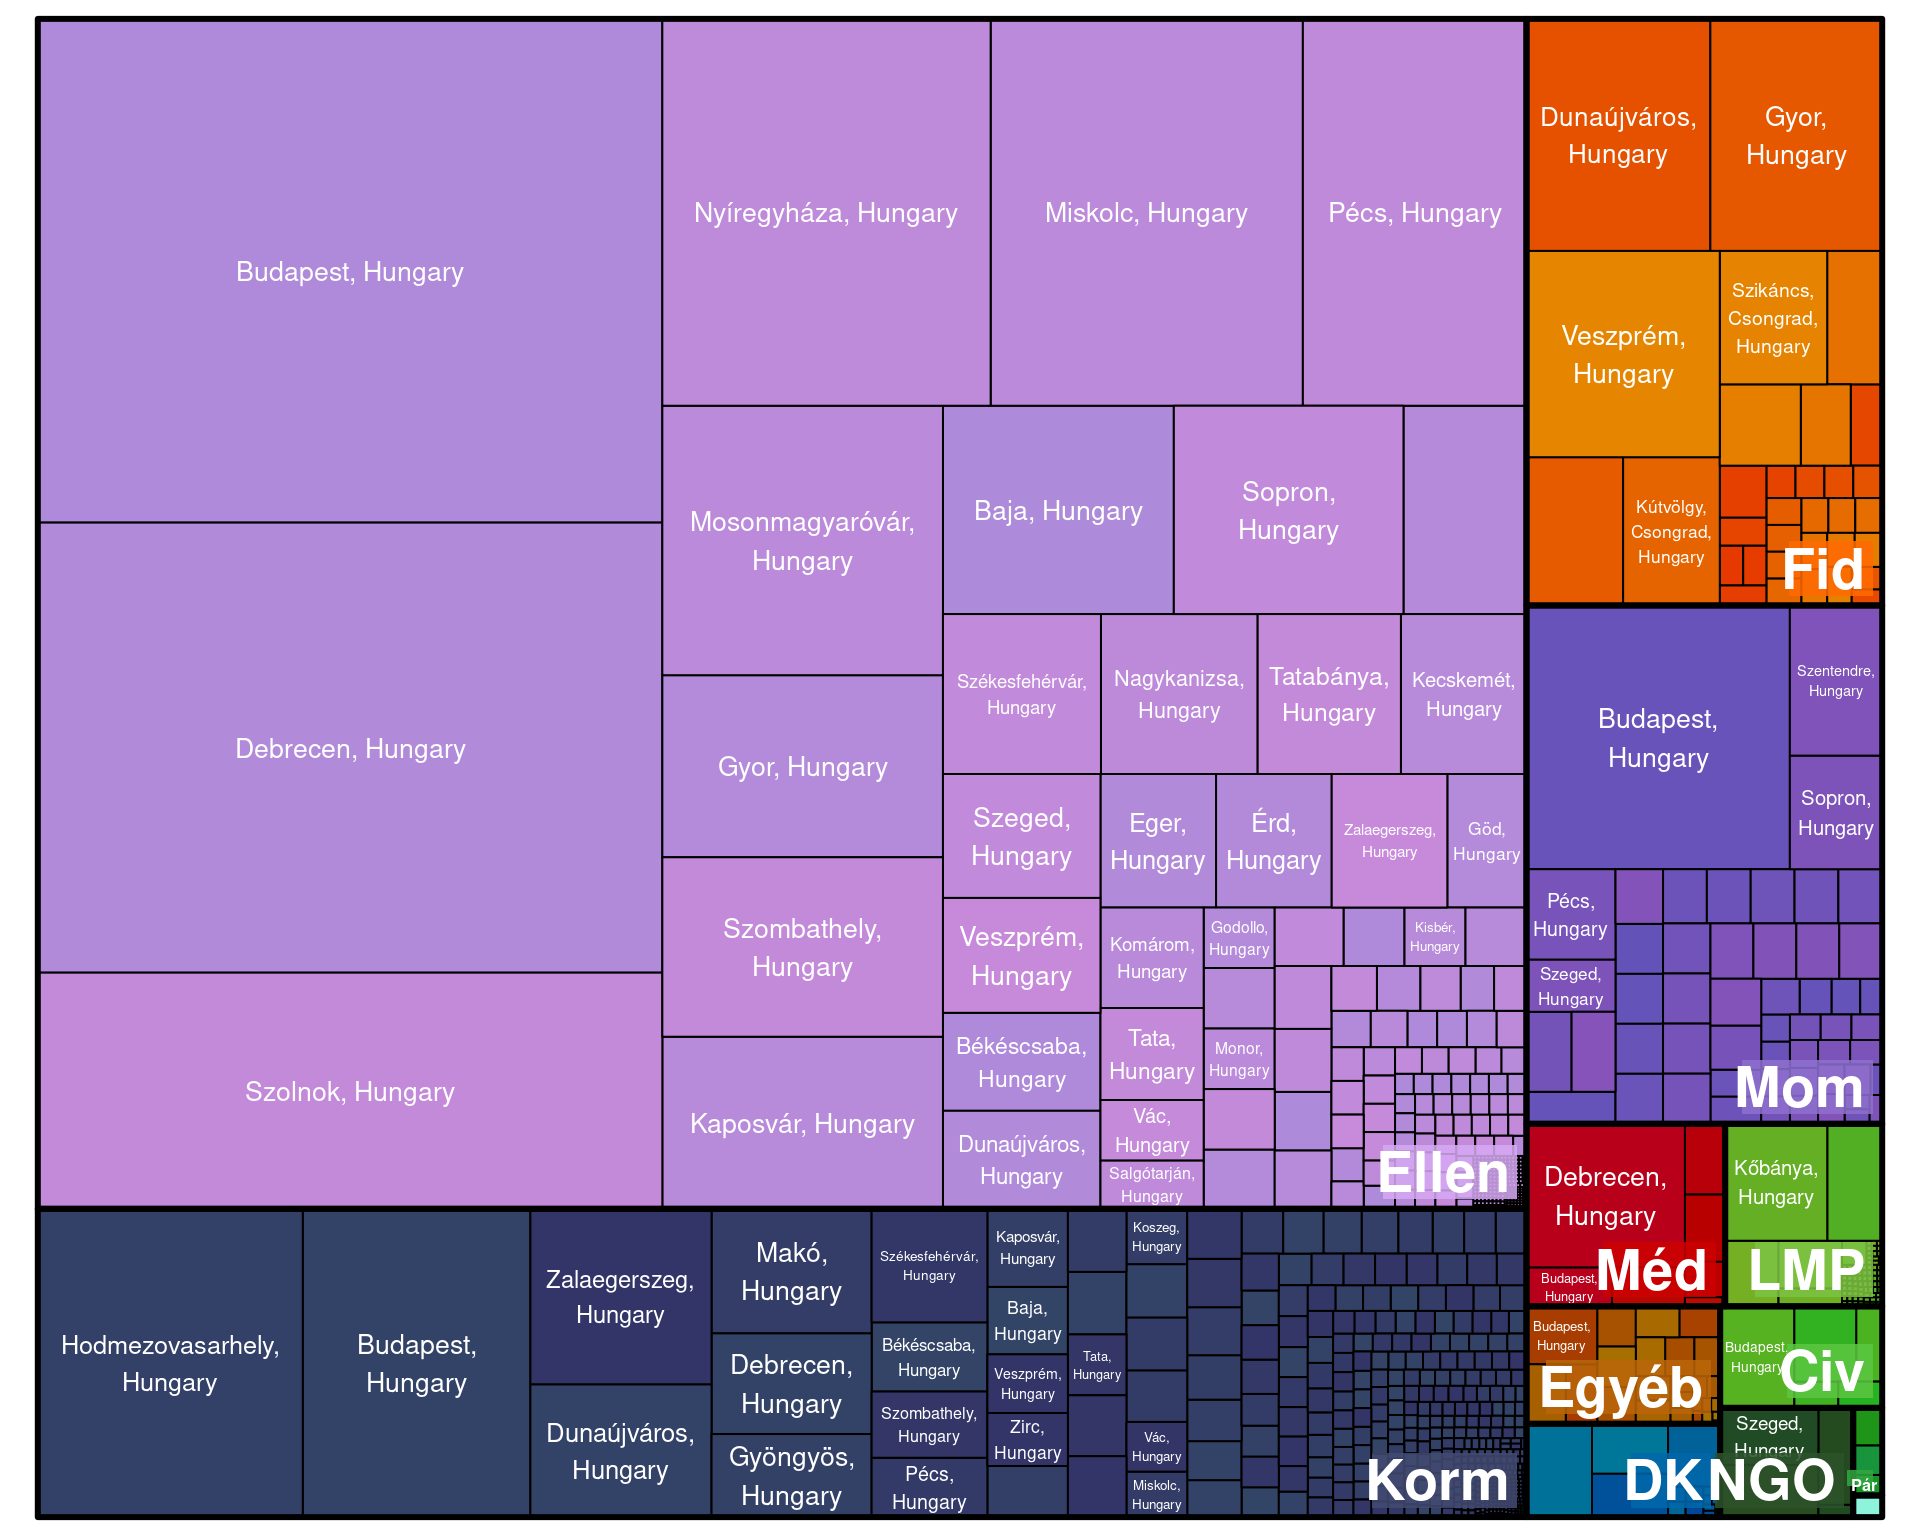 Budapest, Hungary
Debrecen, Hungary
Szolnok, Hungary
Nyíregyháza, Hungary
Miskolc, Hungary
Pécs, Hungary
Mosonmagyaróvár,
Hungary
Baja, Hungary
Sopron,
Hungary
Gyor, Hungary
Szombathely,
Hungary
Kaposvár, Hungary
Székesfehérvár,
Hungary
Nagykanizsa,
Hungary
Tatabánya,
Hungary
Kecskemét,
Hungary
Szeged,
Hungary
Eger,
Hungary
Érd,
Hungary
Zalaegerszeg,
Hungary
Göd,
Hungary
Veszprém,
Hungary
Békéscsaba,
Hungary
Dunaújváros,
Hungary
Komárom,
Hungary
Godollo,
Hungary
Kisbér,
Hungary
Tata,
Hungary
Monor,
Hungary
Vác,
Hungary
Salgótarján,
Hungary
Ellen
Hodmezovasarhely,
Hungary
Budapest,
Hungary
Zalaegerszeg,
Hungary
Dunaújváros,
Hungary
Makó,
Hungary
Debrecen,
Hungary
Gyöngyös,
Hungary
Székesfehérvár,
Hungary
Békéscsaba,
Hungary
Szombathely,
Hungary
Pécs,
Hungary
Kaposvár,
Hungary
Baja,
Hungary
Veszprém,
Hungary
Zirc,
Hungary
Tata,
Hungary
Koszeg,
Hungary
Vác,
Hungary
Miskolc,
Hungary
Korm
Dunaújváros,
Hungary
Gyor,
Hungary
Veszprém,
Hungary
Szikáncs,
Csongrad,
Hungary
Kútvölgy,
Csongrad,
Hungary
Fid
Budapest,
Hungary
Szentendre,
Hungary
Sopron,
Hungary
Pécs,
Hungary
Szeged,
Hungary
Mom
Debrecen,
Hungary
Budapest,
Hungary
Méd
Kőbánya,
Hungary
LMP
Budapest,
Hungary
Egyéb
Budapest,
Hungary
Civ
DK
Szeged,
Hungary
NGO
Pár